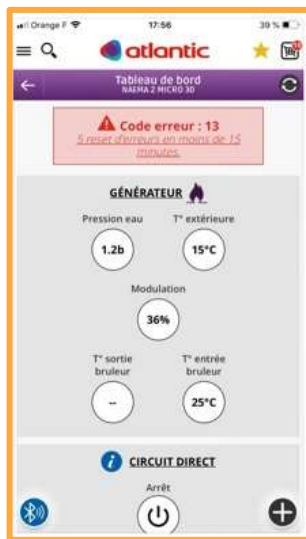 Orange F 17:56 39 %
atlantic
Tableau de bord
NAEMA 2 MICRO 30
Code erreur : 13
5 reset d'erreurs en moins de 15
minutes.
GÉNÉRATEUR
Pression eau T° extérieure
1.2b 15°C
Modulation
36%
T° sortie T° entrée
bruleur bruleur
-- 25°C
CIRCUIT DIRECT
Arrêt